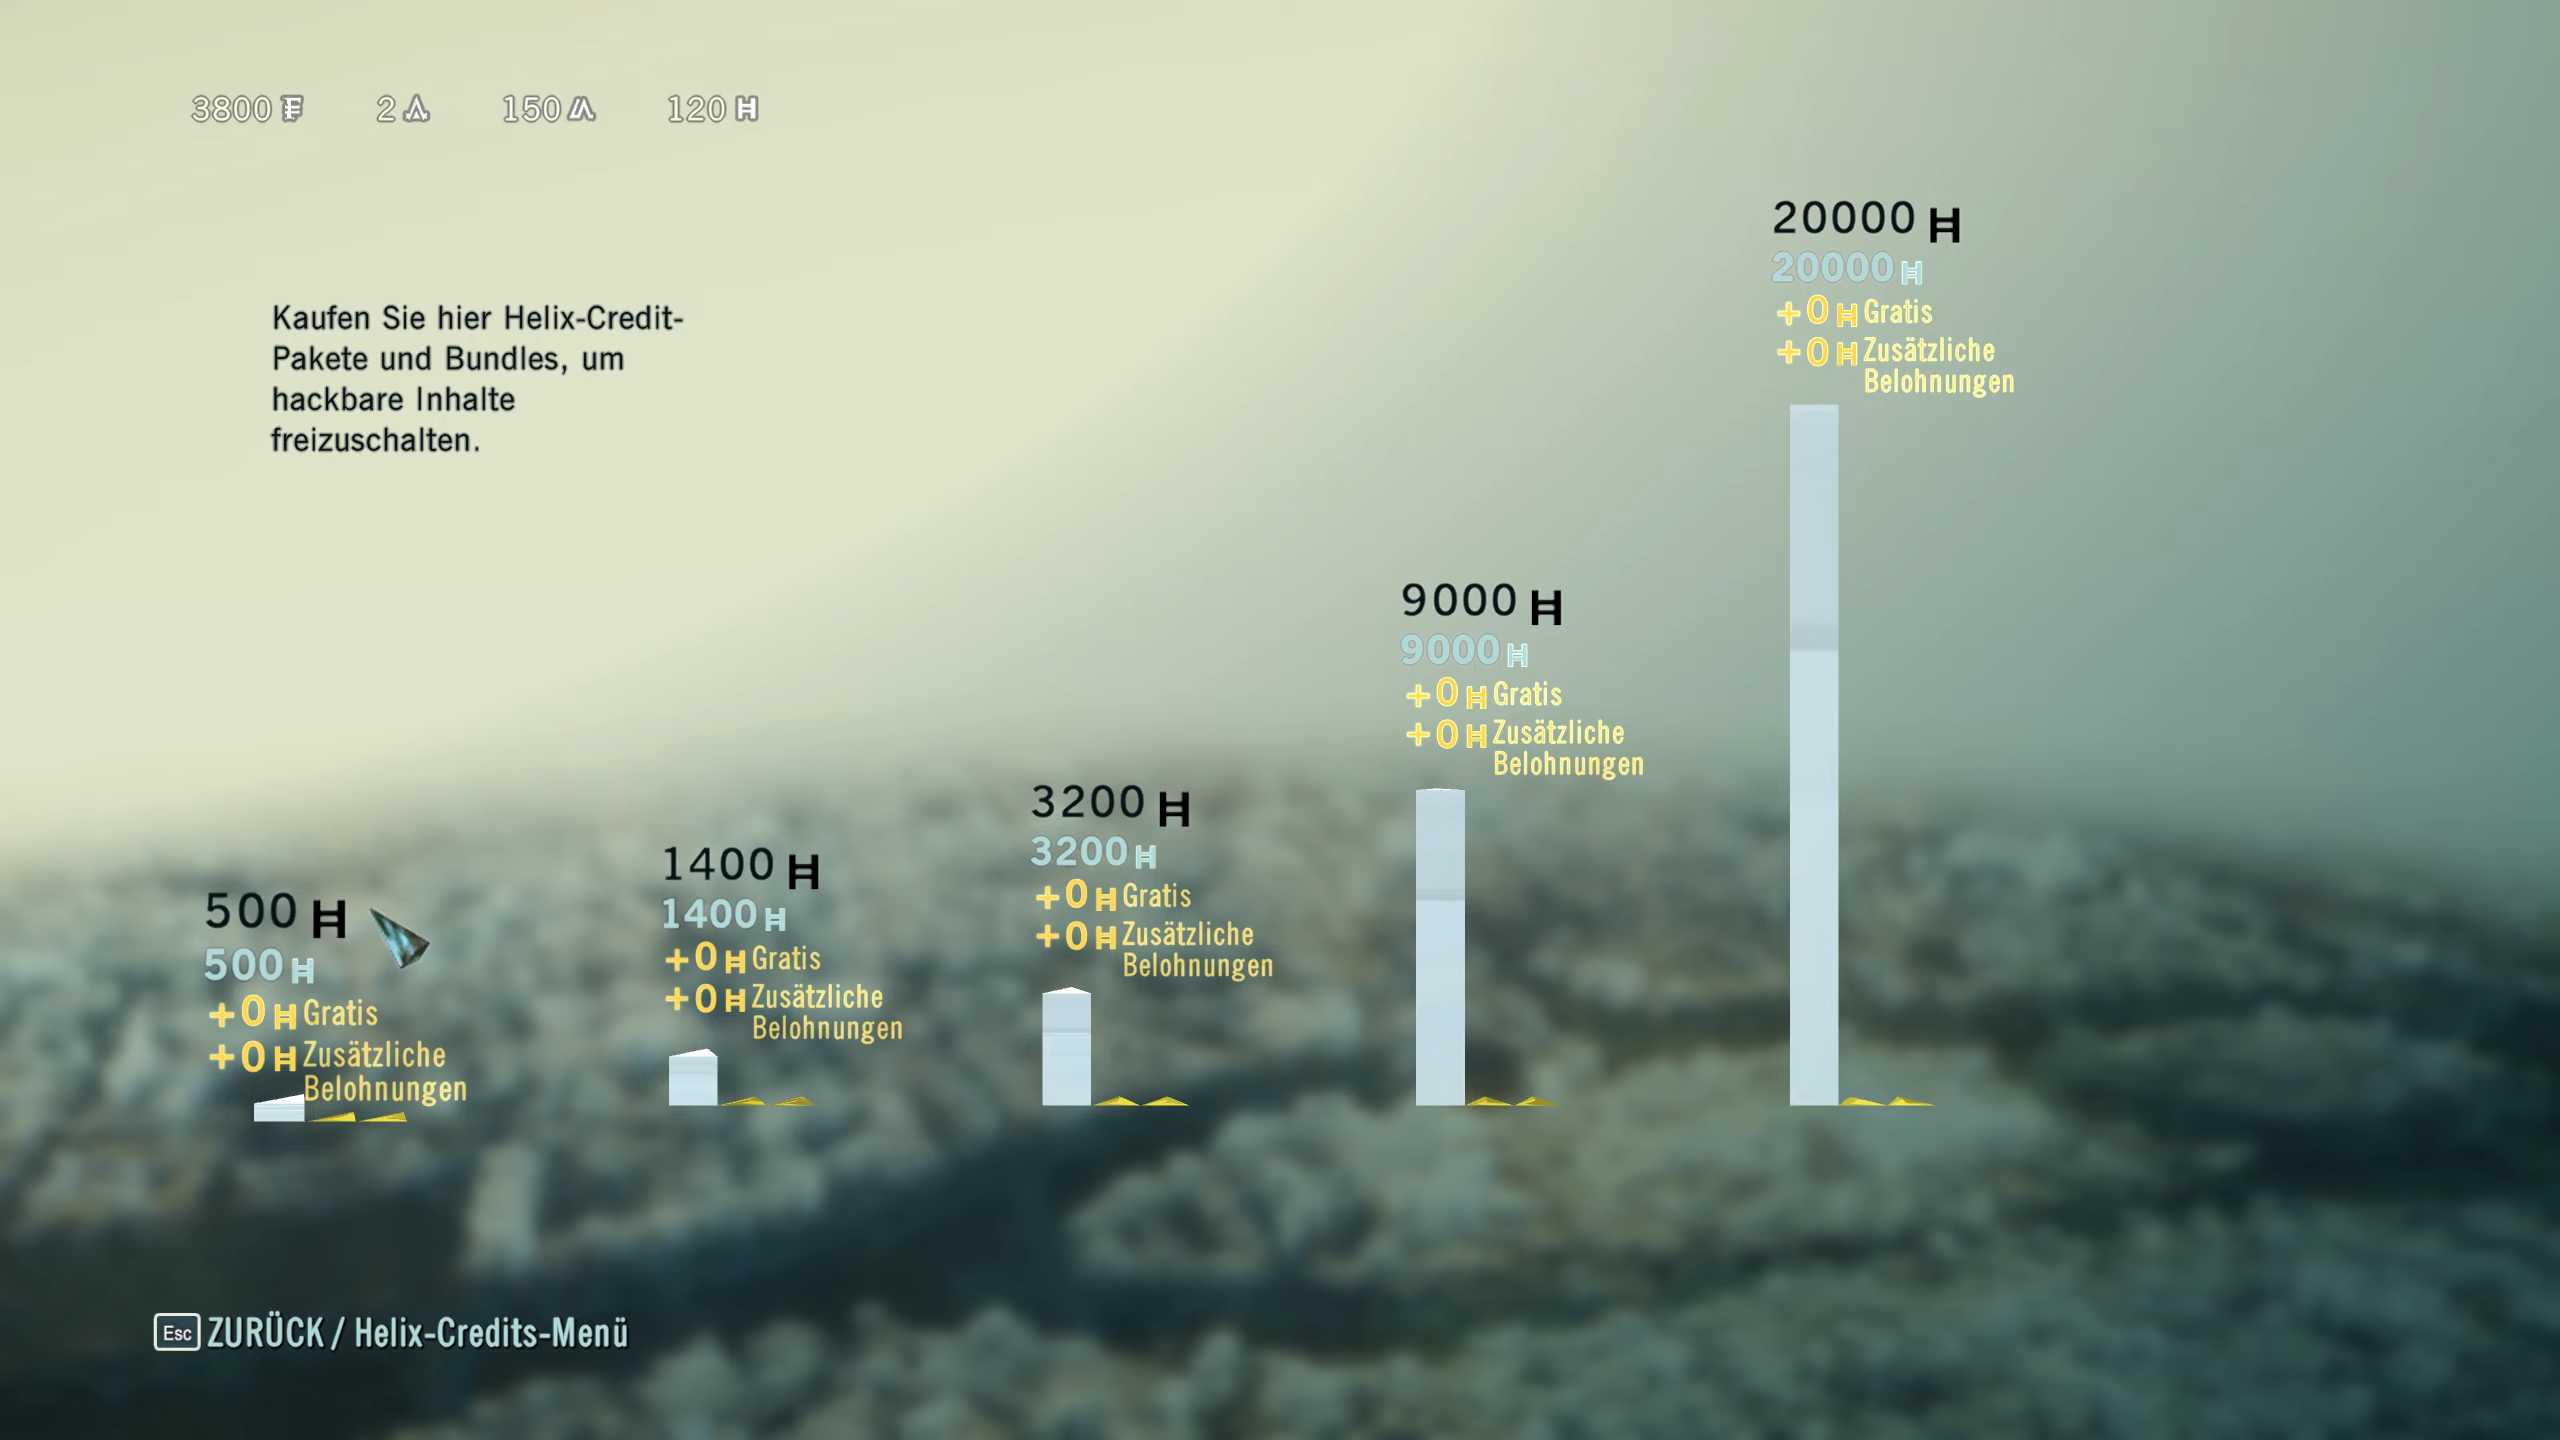 3800 2 150 120 H
Kaufen Sie hier Helix-Credit-
Pakete und Bundles, um
hackbare Inhalte
freizuschalten.
500 H
500 H
+0 H Gratis
+0 H Zusätzliche
Belohnungen
1400 H
1400 H
+0 H Gratis
+0 H Zusätzliche
Belohnungen
3200 H
3200 H
+0 H Gratis
+0 H Zusätzliche
Belohnungen
9000 H
9000 H
+0 H Gratis
+0 H Zusätzliche
Belohnungen
20000 H
20000 H
+0 H Gratis
+0 H Zusätzliche
Belohnungen
Esc ZURÜCK / Helix-Credits-Menü